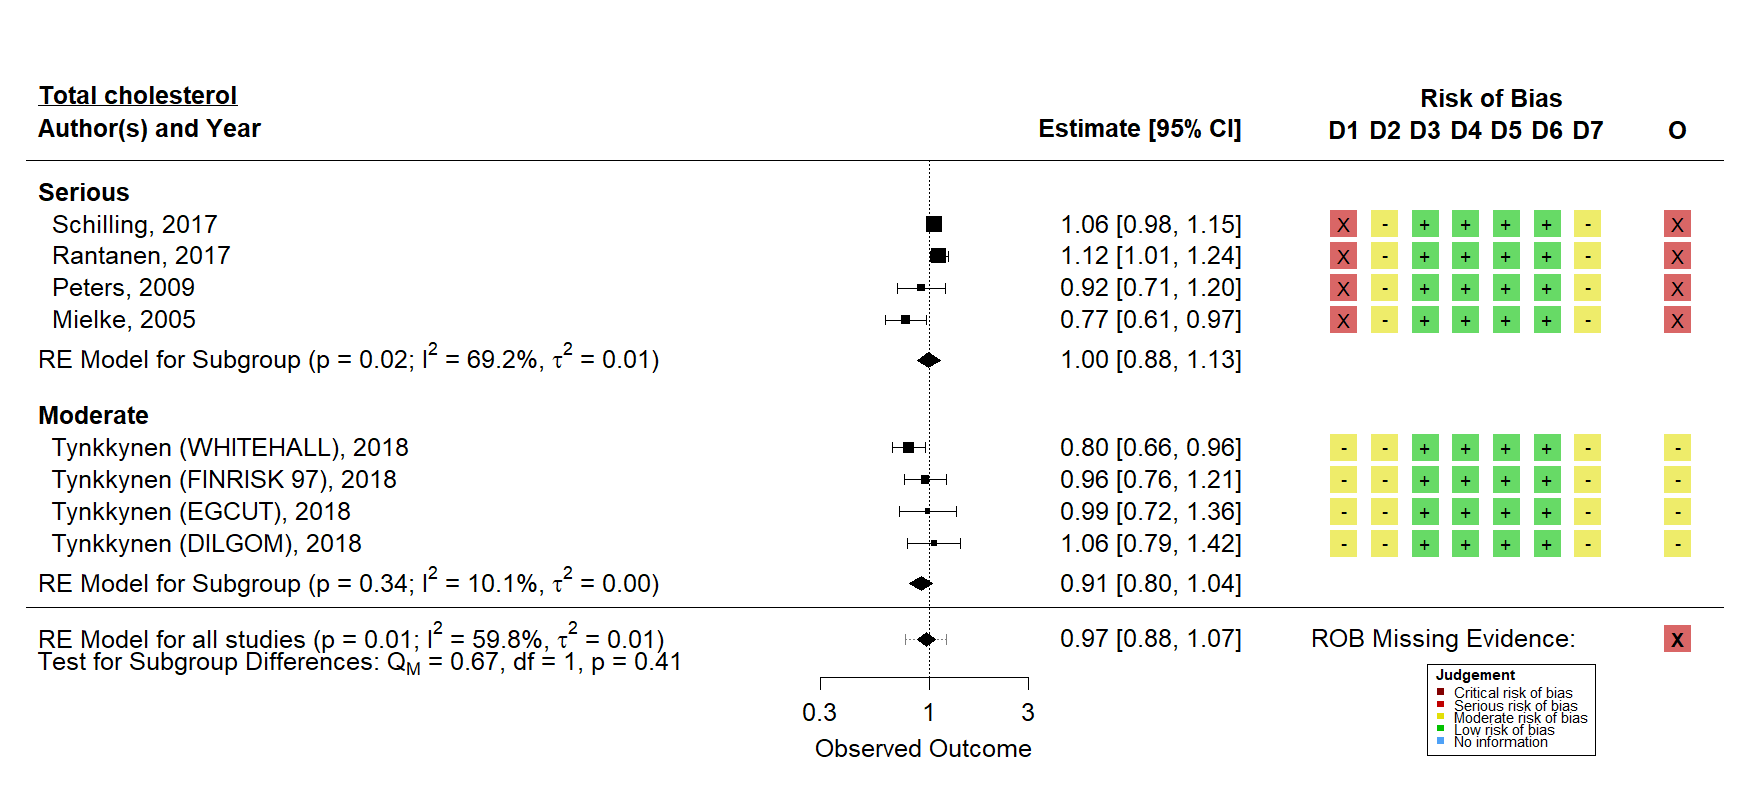 Total cholesterol
Risk of Bias
Author(s) and Year Estimate [95% CI] D1 D2 D3 D4 D5 D6 D7 O
Serious
Schilling, 2017 1.06 [0.98, 1.15] X - + + + + - X
Rantanen, 2017 1.12 [1.01, 1.24] X - + + + + - X
Peters, 2009 0.92 [0.71, 1.20] X - + + + + - X
Mielke, 2005 0.77 [0.61, 0.97] X - + + + + - X
RE Model for Subgroup (p = 0.02; I² = 69.2%, τ² = 0.01) 1.00 [0.88, 1.13]
Moderate
Tynkkynen (WHITEHALL), 2018 0.80 [0.66, 0.96] - - + + + + - -
Tynkkynen (FINRISK 97), 2018 0.96 [0.76, 1.21] - - + + + + - -
Tynkkynen (EGCUT), 2018 0.99 [0.72, 1.36] - - + + + + - -
Tynkkynen (DILGOM), 2018 1.06 [0.79, 1.42] - - + + + + - -
RE Model for Subgroup (p = 0.34; I² = 10.1%, τ² = 0.00) 0.91 [0.80, 1.04]
RE Model for all studies (p = 0.01; I² = 59.8%, τ² = 0.01) 0.97 [0.88, 1.07] ROB Missing Evidence: X
Test for Subgroup Differences: Q_M = 0.67, df = 1, p = 0.41
0.3 1 3
Observed Outcome
Judgement
Critical risk of bias
Serious risk of bias
Moderate risk of bias
Low risk of bias
No information